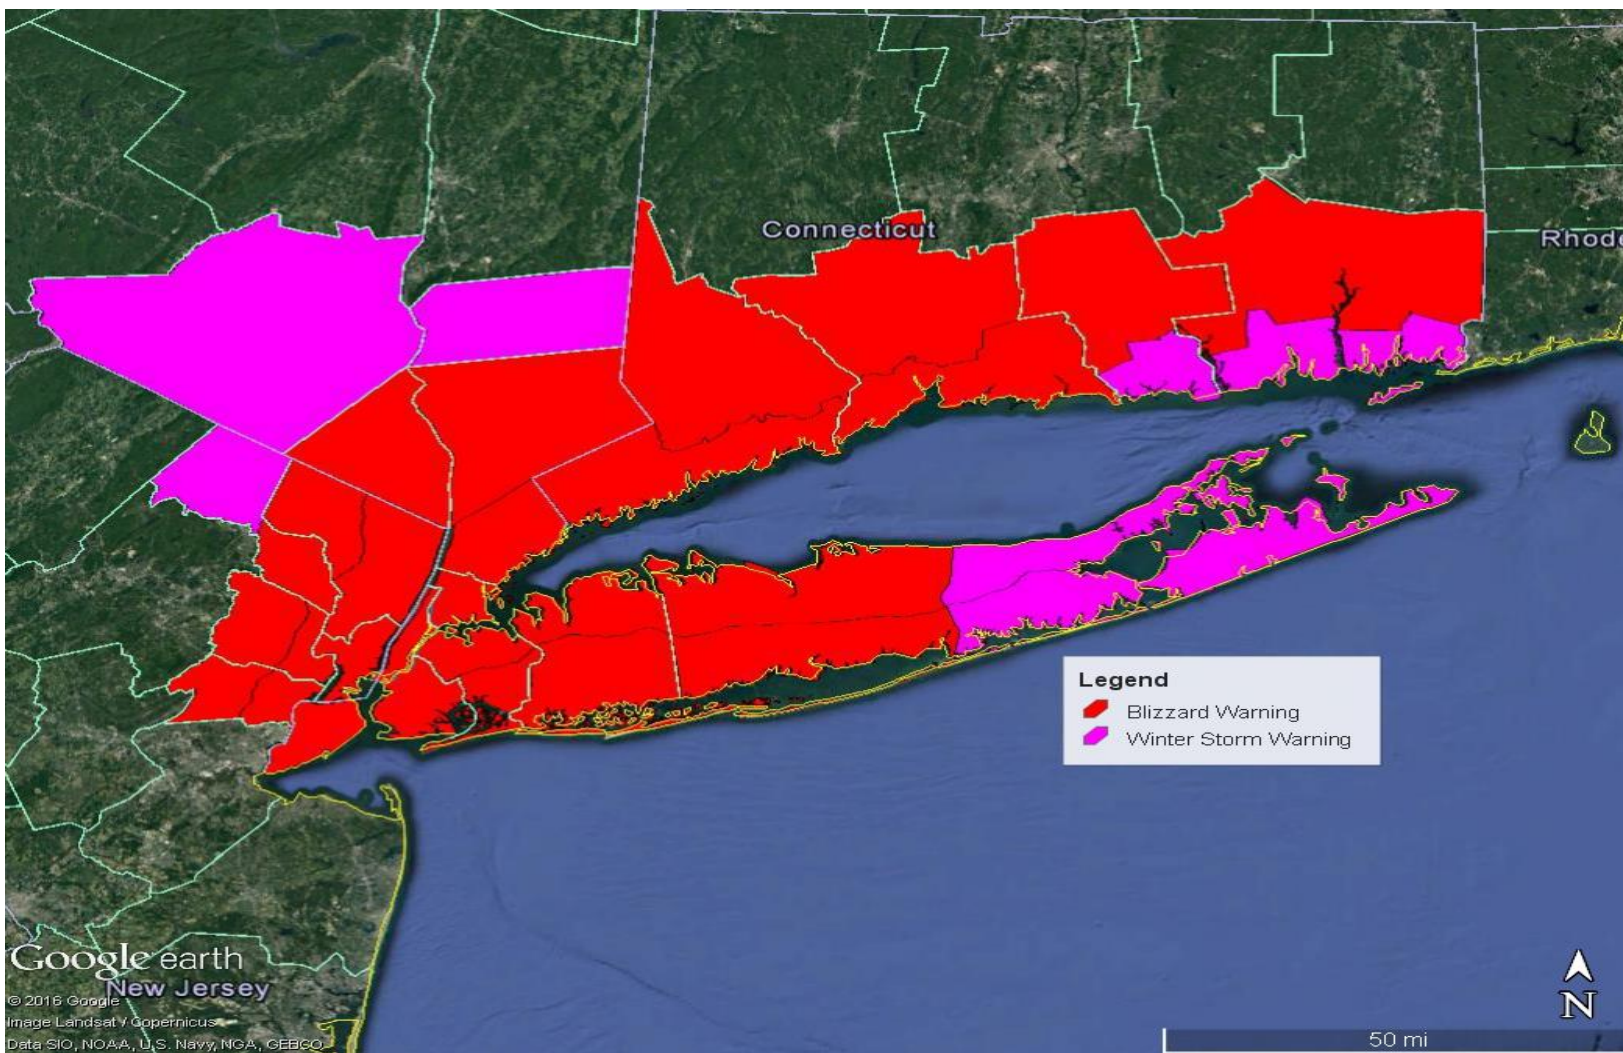 Connecticut
Rhode
Legend
Blizzard Warning
Winter Storm Warning
Google earth
New Jersey
© 2016 Google
Image Landsat / Copernicus
Data SIO, NOAA, U.S. Navy, NGA, GEBCO
N
50 mi